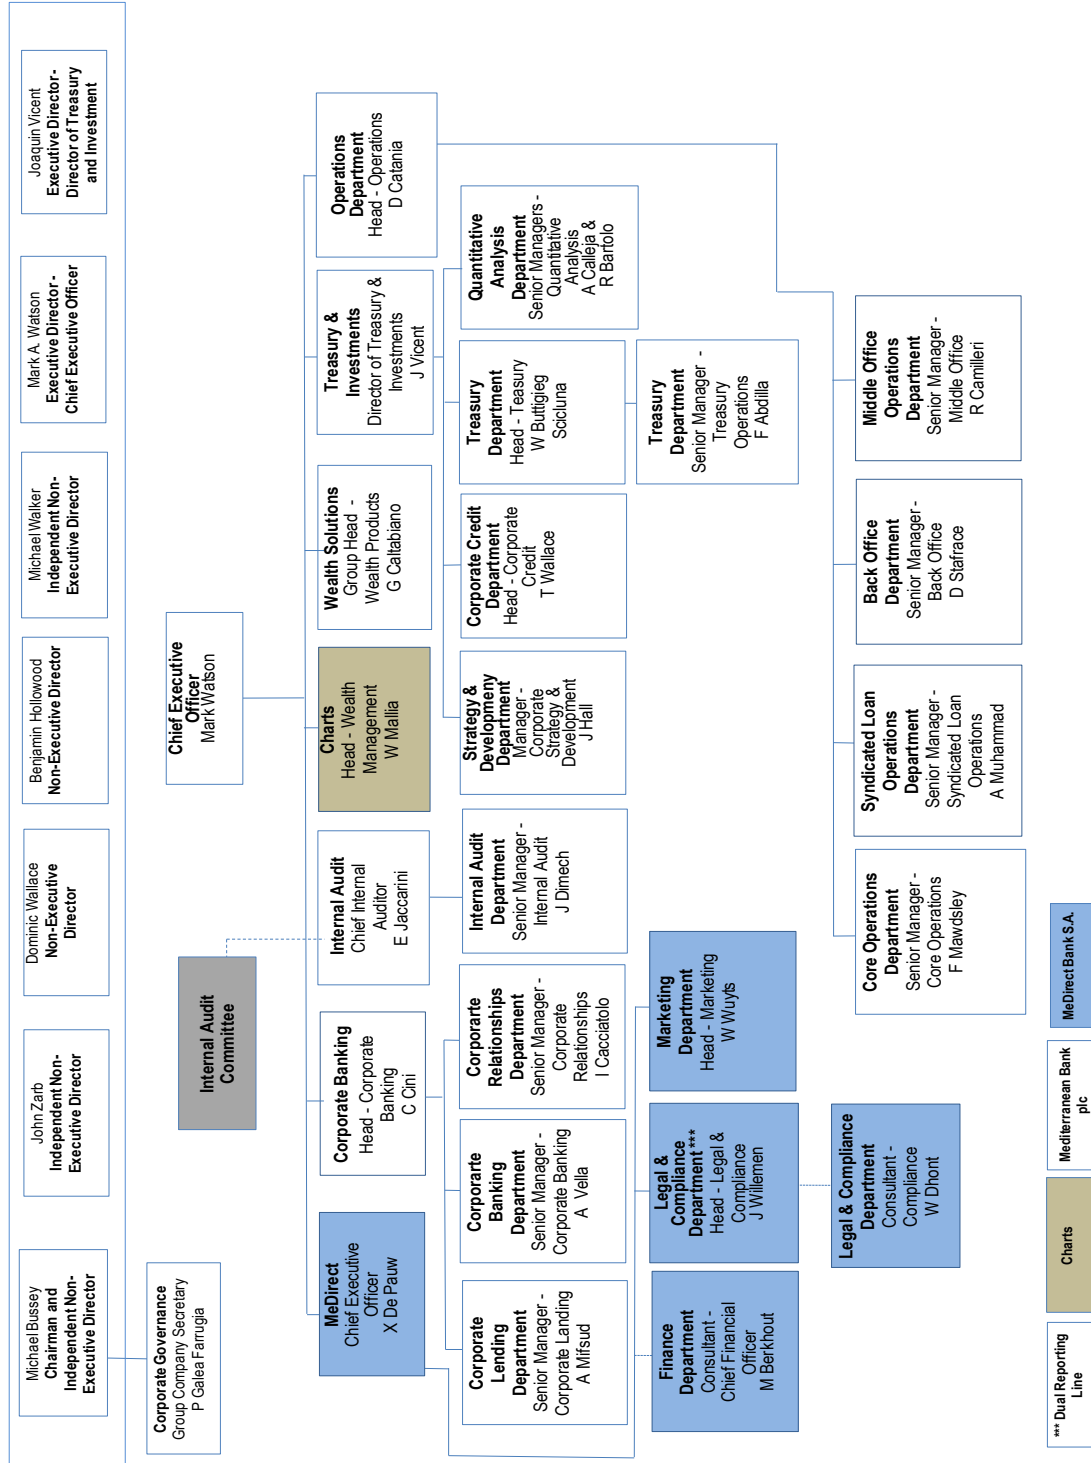 Michael Bussey
Chairman and
Independent Non-
Executive Director
John Zarb
Independent Non-
Executive Director
Dominic Wallace
Non-Executive
Director
Benjamin Hollowood
Non-Executive Director
Michael Walker
Independent Non-
Executive Director
Mark A. Watson
Executive Director -
Chief Executive Officer
Joaquin Vicent
Executive Director-
Director of Treasury
and Investment
Corporate Governance
Group Company Secretary
P Galea Farrugia
Internal Audit
Committee
Chief Executive
Officer
Mark Watson
MeDirect
Chief Executive
Officer
X De Pauw
Corporate Banking
Head - Corporate
Banking
C Cini
Internal Audit
Chief Internal
Auditor
E Jaccarini
Charts
Head - Wealth
Management
W Mallia
Wealth Solutions
Group Head -
Wealth Products
G Caltabiano
Treasury &
Investments
Director of Treasury &
Investments
J Vicent
Operations
Department
Head - Operations
D Catania
Corporate
Lending
Department
Senior Manager -
Corporate Landing
A Mifsud
Corporte
Banking
Department
Senior Manager -
Corporate Banking
A Vella
Corporarte
Relationships
Department
Senior Manager -
Corporate
Relationships
I Cacciatolo
Internal Audit
Department
Senior Manager -
Internal Audit
J Dimech
Strategy &
Developmeny
Department
Manager -
Corporate
Strategy &
Development
J Hall
Corporate Credit
Department
Head - Corporate
Credit
T Wallace
Treasury
Department
Head - Teasury
W Buttigieg
Scicluna
Quantitative
Analysis
Department
Senior Managers -
Quantitative
Analysis
A Calleja &
R Bartolo
Finance
Department
Consultant -
Chief Financial
Officer
M Berkhout
Legal &
Compliance
Department ***
Head - Legal &
Compliance
J Willemen
Marketing
Department
Head - Marketing
W Wuyts
Treasury
Department
Senior Manager -
Treasury
Operations
F Abdilla
Legal & Compliance
Department
Consultant -
Compliance
W Dhont
Core Operations
Department
Senior Manager -
Core Operations
F Mawdsley
Syndicated Loan
Operations
Department
Senior Manager -
Syndicated Loan
Operations
A Muhammad
Back Office
Department
Senior Manager -
Back Office
D Stafrace
Middle Office
Operations
Department
Senior Manager -
Middle Office
R Camilleri
*** Dual Reporting
Line
Charts
Mediterranean Bank
plc
MeDirect Bank S.A.